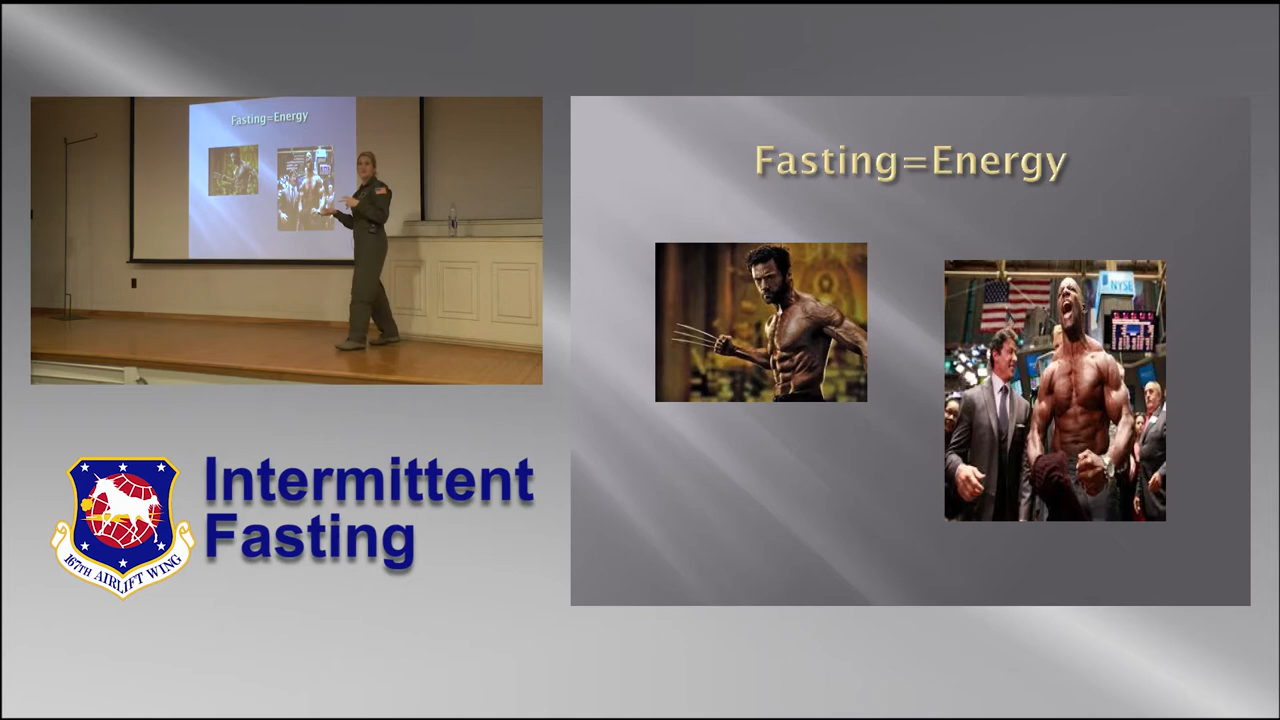 Fasting=Energy
Fasting=Energy
NYSE
Intermittent
Fasting
167TH AIRLIFT WING